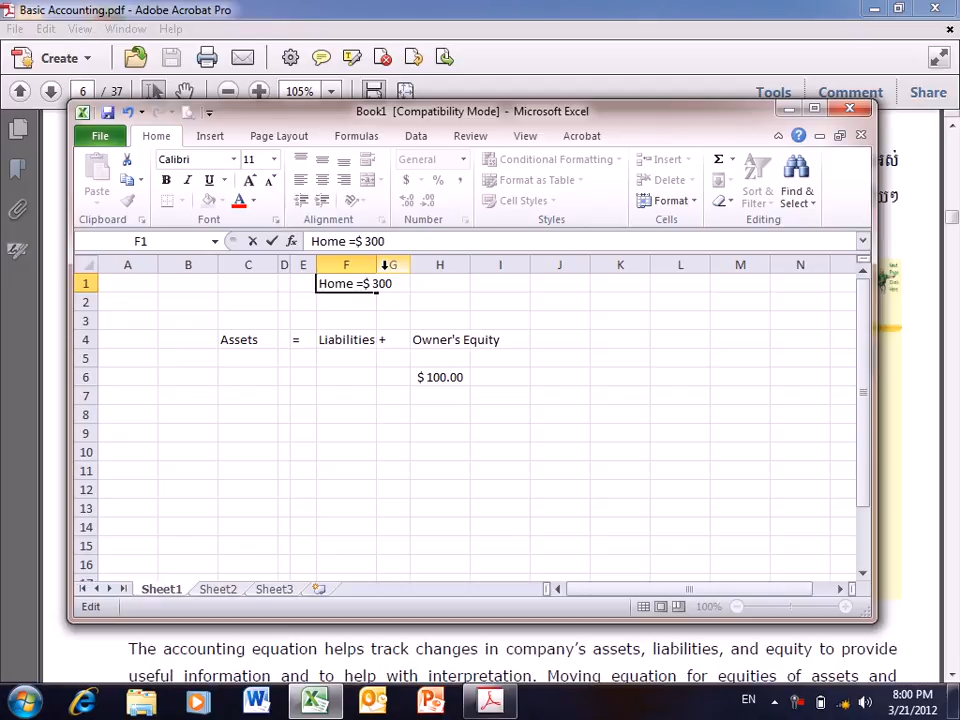 Basic Accounting.pdf - Adobe Acrobat Pro
File Edit View Window Help
Create
6 / 37 105% Tools Comment Share
Book1 [Compatibility Mode] - Microsoft Excel
File Home Insert Page Layout Formulas Data Review View Acrobat
Calibri 11 General Conditional Formatting Insert Σ
Paste B I U A $ % , Format as Table Delete Sort & Find &
Cell Styles Format Filter Select
Clipboard Font Alignment Number Styles Cells Editing
F1 fx Home =$ 300
A B C D E F G H I J K L M N
1 Home =$ 300
2
3
4 Assets = Liabilities + Owner's Equity
5
6 $ 100.00
7
8
9
10
11
12
13
14
15
16
Sheet1 Sheet2 Sheet3
Edit 100%
The accounting equation helps track changes in company's assets, liabilities, and equity to provide
useful information and to help with interpretation. Moving equation for equities of assets and
EN 8:00 PM
3/21/2012